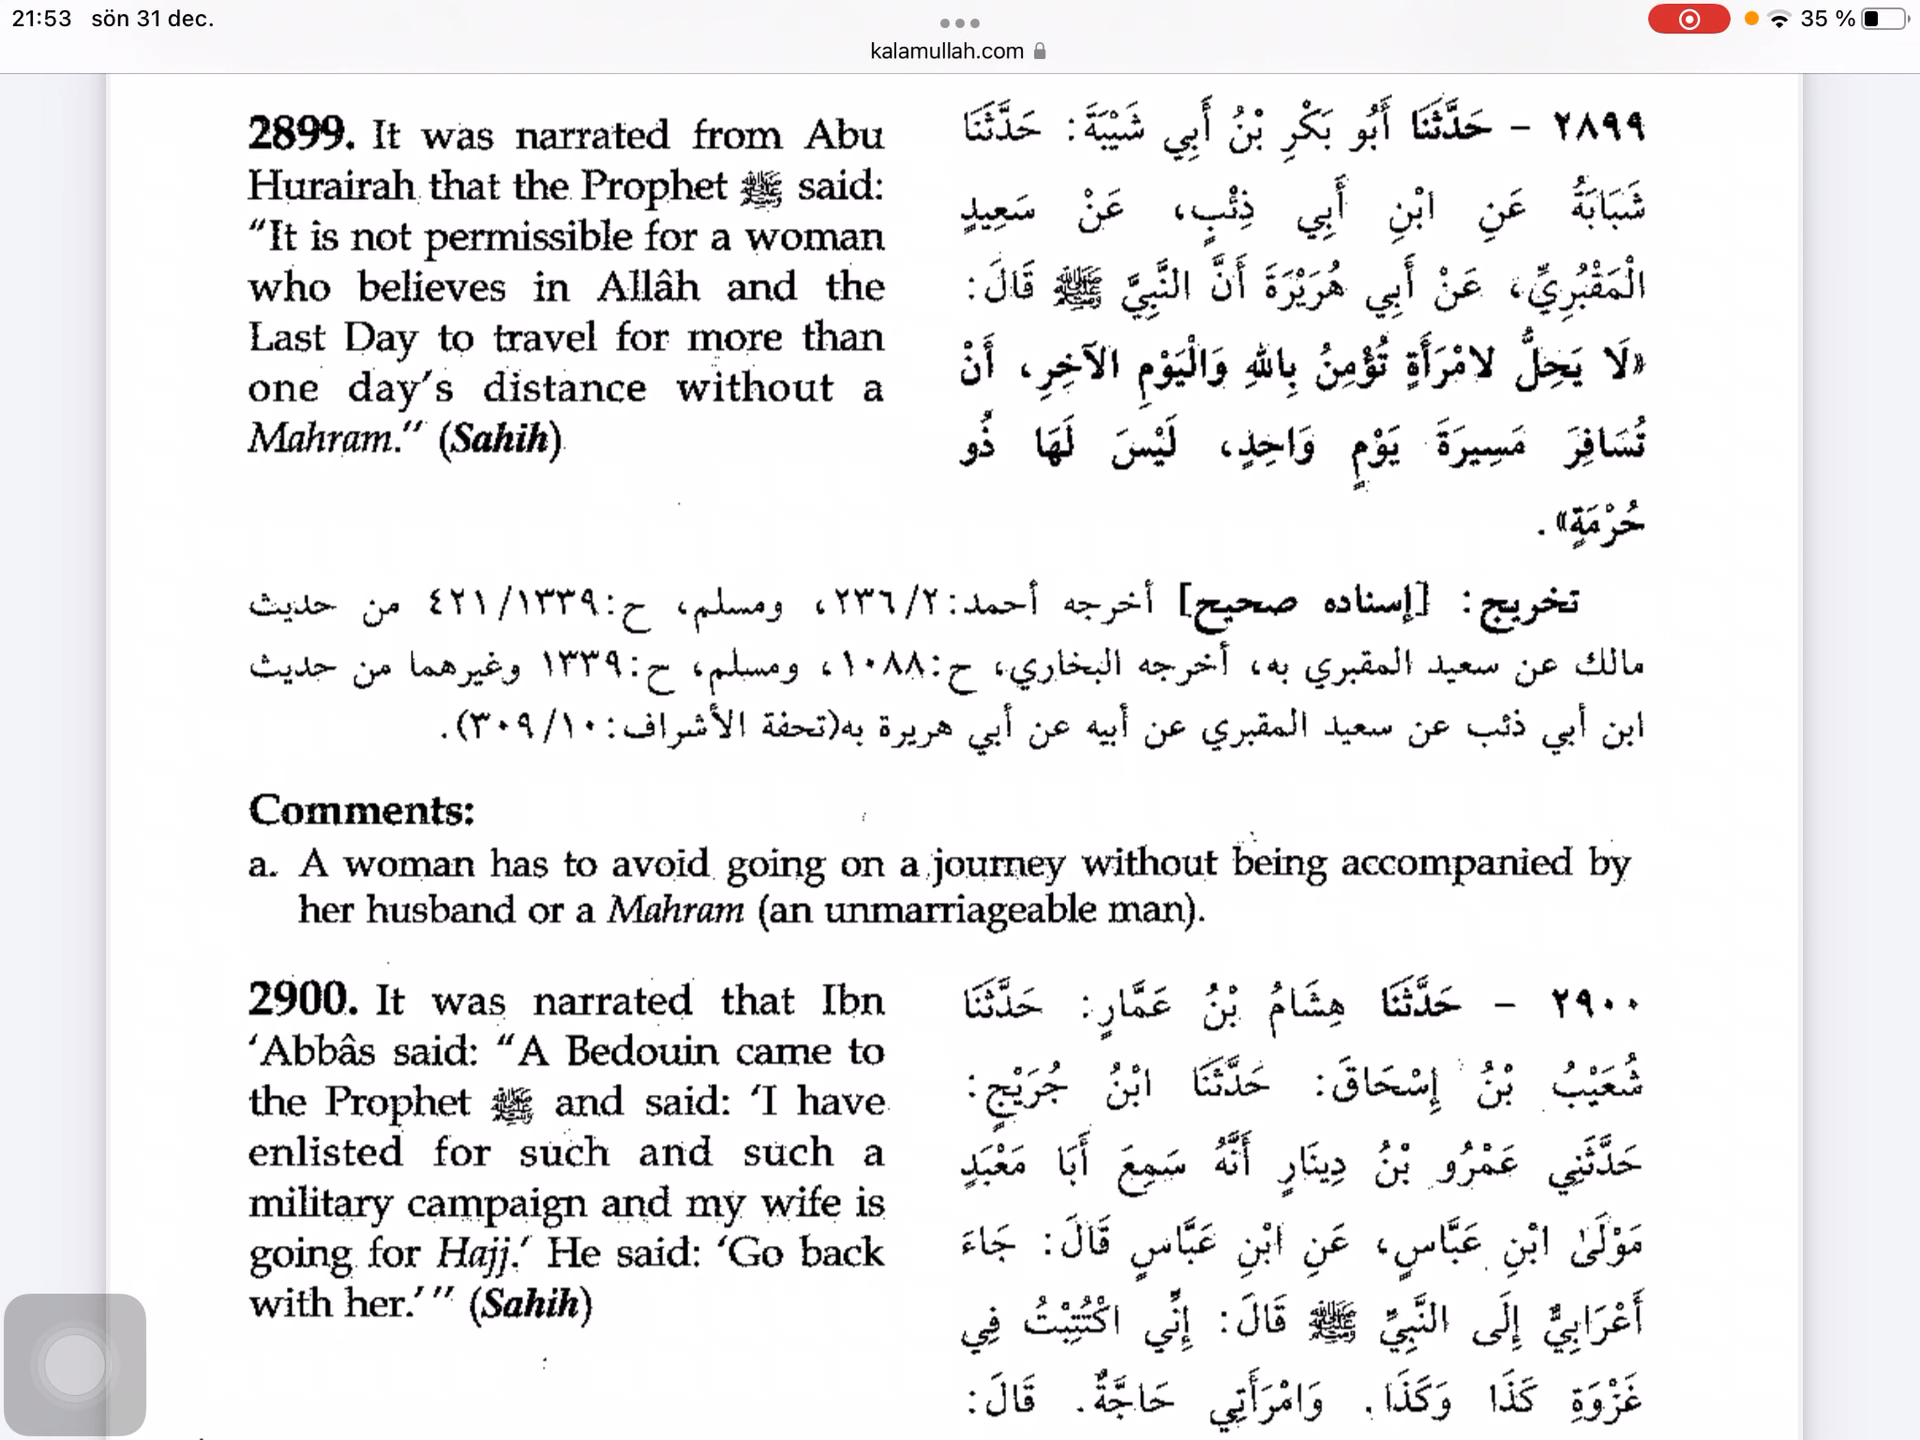 21:53 sön 31 dec.
35 %
kalamullah.com
2899. It was narrated from Abu
Hurairah that the Prophet ﷺ said:
“It is not permissible for a woman
who believes in Allâh and the
Last Day to travel for more than
one day’s distance without a
Mahram.” (Sahih)
٢٨٩٩ - حَدَّثَنَا أَبُو بَكْرِ بْنُ أَبِي شَيْبَةَ: حَدَّثَنَا
شَبَابَةُ عَنِ ابْنِ أَبِي ذِئْبٍ، عَنْ سَعِيدٍ
الْمَقْبُرِيِّ، عَنْ أَبِي هُرَيْرَةَ أَنَّ النَّبِيَّ ﷺ قَالَ:
«لَا يَحِلُّ لامْرَأَةٍ تُؤْمِنُ بِاللهِ وَالْيَوْمِ الآخِرِ، أَنْ
تُسَافِرَ مَسِيرَةَ يَوْمٍ وَاحِدٍ، لَيْسَ لَهَا ذُو
حُرْمَةٍ».
تخريج: [إسناده صحيح] أخرجه أحمد: ٢/ ٢٣٦، ومسلم، ح: ١٣٣٩/ ٤٢١ من حديث
مالك عن سعيد المقبري به، أخرجه البخاري، ح: ١٠٨٨، ومسلم، ح: ١٣٣٩ وغيرهما من حديث
ابن أبي ذئب عن سعيد المقبري عن أبيه عن أبي هريرة به(تحفة الأشراف: ١٠/ ٣٠٩).
Comments:
a. A woman has to avoid going on a journey without being accompanied by
her husband or a Mahram (an unmarriageable man).
2900. It was narrated that Ibn
‘Abbâs said: “A Bedouin came to
the Prophet ﷺ and said: ‘I have
enlisted for such and such a
military campaign and my wife is
going for Hajj.’ He said: ‘Go back
with her.’” (Sahih)
٢٩٠٠ - حَدَّثَنَا هِشَامُ بْنُ عَمَّارٍ: حَدَّثَنَا
شُعَيْبُ بْنُ إِسْحَاقَ: حَدَّثَنَا ابْنُ جُرَيْجٍ:
حَدَّثَنِي عَمْرُو بْنُ دِينَارٍ أَنَّهُ سَمِعَ أَبَا مَعْبَدٍ
مَوْلَىٰ ابْنِ عَبَّاسٍ، عَنِ ابْنِ عَبَّاسٍ قَالَ: جَاءَ
أَعْرَابِيٌّ إِلَى النَّبِيِّ ﷺ قَالَ: إِنِّي اكْتُتِبْتُ فِي
غَزْوَةِ كَذَا وَكَذَا. وَامْرَأَتِي حَاجَّةٌ. قَالَ: